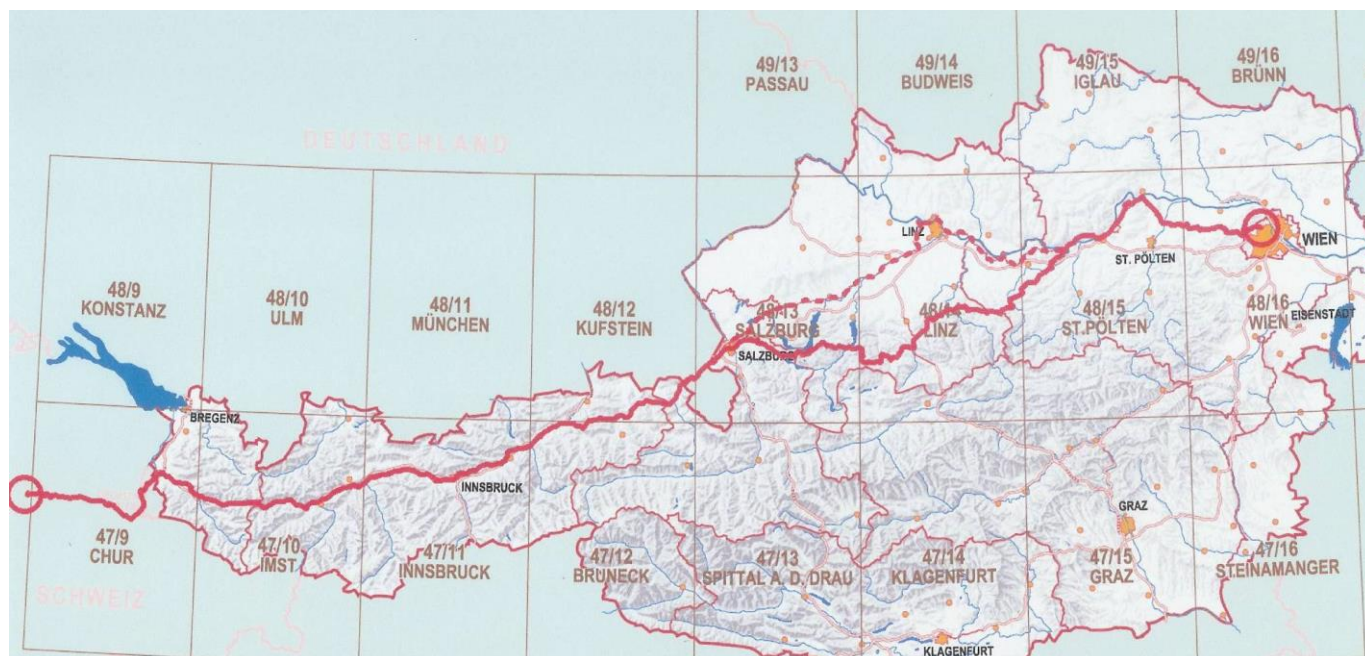 49/13
PASSAU
49/14
BUDWEIS
49/15
IGLAU
49/16
BRÜNN
DEUTSCHLAND
LINZ
WIEN
ST. PÖLTEN
48/9
KONSTANZ
48/10
ULM
48/11
MÜNCHEN
48/12
KUFSTEIN
48/13
SALZBURG
48/14
LINZ
48/15
ST.PÖLTEN
48/16
WIEN
EISENSTADT
SALZBURG
BREGENZ
INNSBRUCK
GRAZ
47/9
CHUR
47/10
IMST
47/11
INNSBRUCK
47/12
BRUNECK
47/13
SPITTAL A. D. DRAU
47/14
KLAGENFURT
47/15
GRAZ
47/16
STEINAMANGER
SCHWEIZ
KLAGENFURT